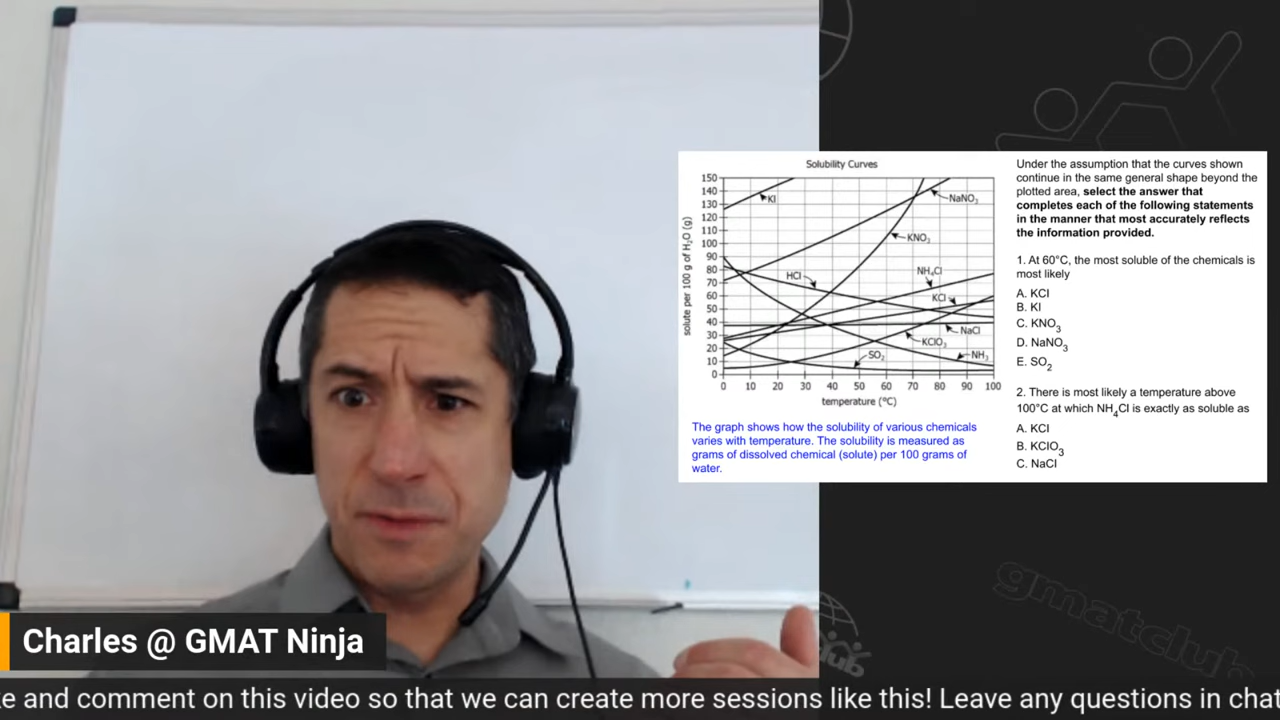 Solubility Curves
150
140
130
120
110
100
90
80
70
60
50
40
30
20
10
0
solute per 100 g of H₂O (g)
0 10 20 30 40 50 60 70 80 90 100
temperature (°C)
KI
NaNO₃
KNO₃
HCl
NH₄Cl
KCl
NaCl
KClO₃
SO₂
NH₃
The graph shows how the solubility of various chemicals
varies with temperature. The solubility is measured as
grams of dissolved chemical (solute) per 100 grams of
water.
Under the assumption that the curves shown
continue in the same general shape beyond the
plotted area, select the answer that
completes each of the following statements
in the manner that most accurately reflects
the information provided.
1. At 60°C, the most soluble of the chemicals is
most likely
A. KCl
B. KI
C. KNO₃
D. NaNO₃
E. SO₂
2. There is most likely a temperature above
100°C at which NH₄Cl is exactly as soluble as
A. KCl
B. KClO₃
C. NaCl
gmatclub
club
Charles @ GMAT Ninja
and comment on this video so that we can create more sessions like this! Leave any questions in chat